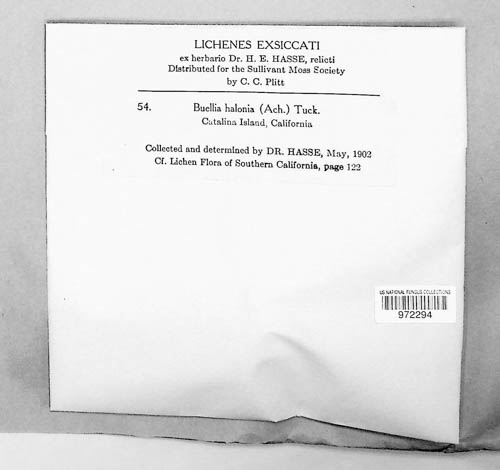 LICHENES EXSICCATI
ex herbario Dr. H. E. HASSE, relicti
Distributed for the Sullivant Moss Society
by C. C. Plitt
54. Buellia halonia (Ach.) Tuck.
Catalina Island, California
Collected and determined by DR. HASSE, May, 1902
Cf. Lichen Flora of Southern California, page 122
US NATIONAL FUNGUS COLLECTIONS
972294